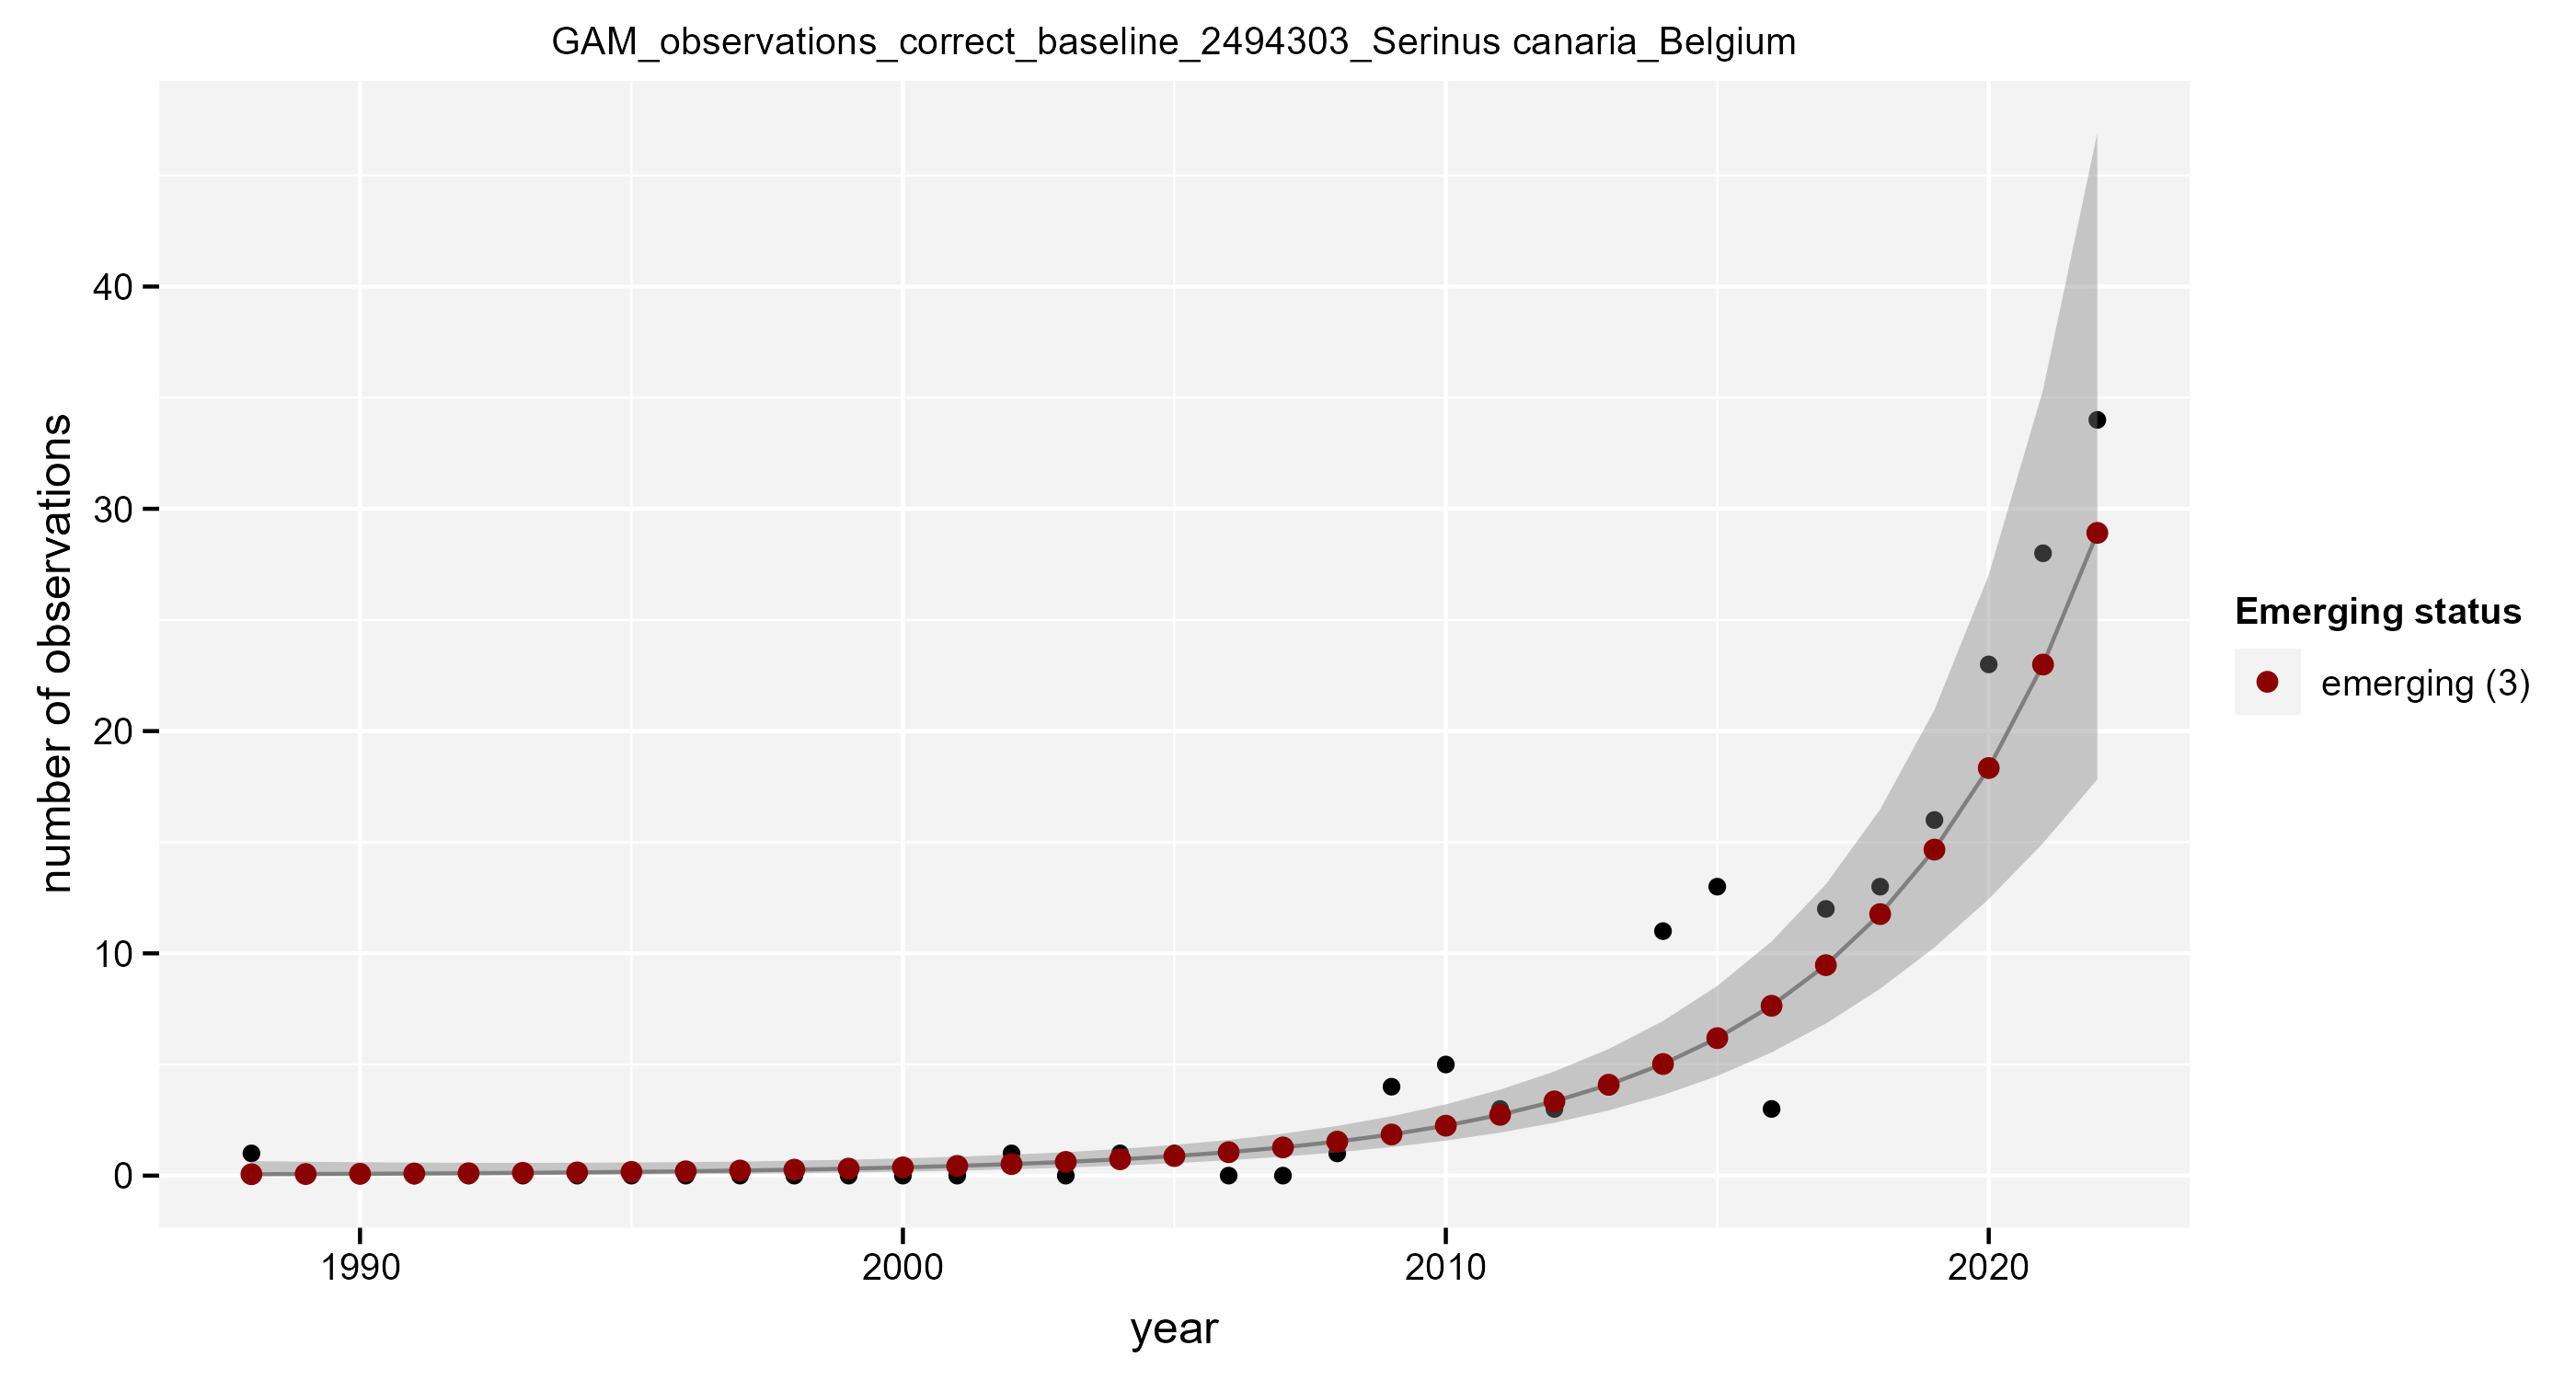 GAM_observations_correct_baseline_2494303_Serinus canaria_Belgium
number of observations
40
30
20
10
0
1990
2000
2010
2020
year
Emerging status
emerging (3)